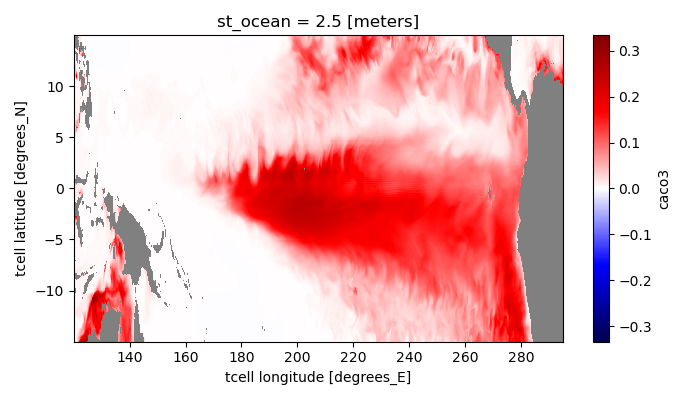 st_ocean = 2.5 [meters]
10
5
0
−5
−10
tcell latitude [degrees_N]
140 160 180 200 220 240 260 280
tcell longitude [degrees_E]
0.3
0.2
0.1
0.0
−0.1
−0.2
−0.3
caco3